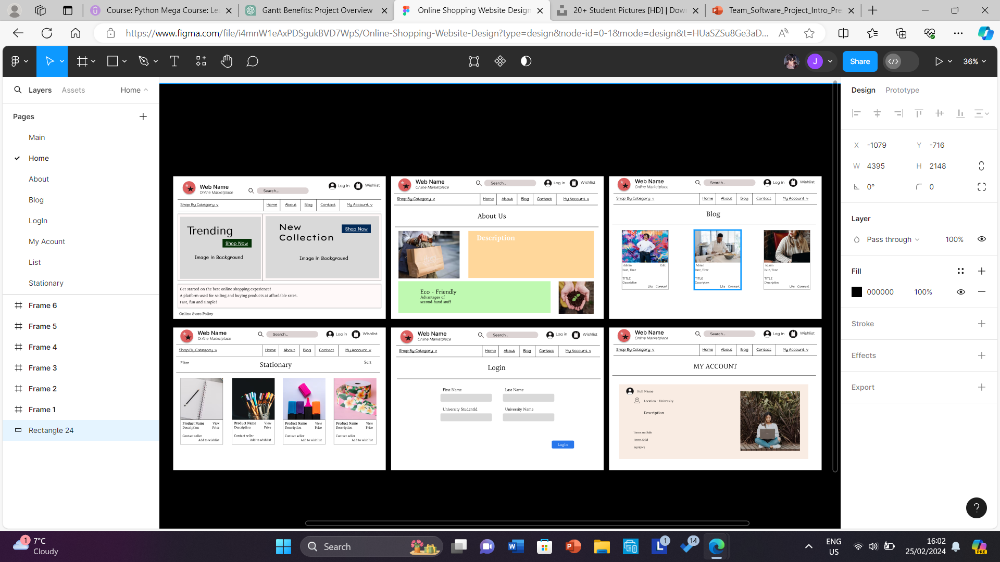 Course: Python Mega Course: Lea
Gantt Benefits: Project Overview
Online Shopping Website Design
20+ Student Pictures [HD] | Dow
Team_Software_Project_Intro_Pre
https://www.figma.com/file/i4mnW1eAxPDSgukBVD7WpS/Online-Shopping-Website-Design?type=design&node-id=0-1&mode=design&t=HUaSZSu8Ge3aD...
J
Share
36%
Layers Assets Home
Design Prototype
Pages
Main
Home
About
Blog
LogIn
My Acount
List
Stationary
Frame 6
Frame 5
Frame 4
Frame 3
Frame 2
Frame 1
Rectangle 24
Web Name
Online Marketplace
Search...
Log in
Wishlist
Shop By Category v
Home About Blog Contact My Account v
Trending
Shop Now
Image in Background
New
Collection
Shop Now
Image in Background
Get started on the best online shopping experience!
A platform used for selling and buying products at affordable rates.
Fast, fun and simple!
Online Store Policy
Web Name
Online Marketplace
Search...
Log in
Wishlist
Shop By Category v
Home About Blog Contact My Account v
About Us
Description
Eco - Friendly
Advantages of
second-hand stuff
Web Name
Online Marketplace
Search...
Log in
Wishlist
Shop By Category v
Home About Blog Contact My Account v
Blog
Admin Edit
Date, Time
TITLE
Description
Like Comment
Admin
Date, Time
TITLE
Description
Like Comment
Admin
Date, Time
TITLE
Description
Like Comment
Web Name
Online Marketplace
Search...
Log in
Wishlist
Shop By Category v
Home About Blog Contact My Account v
Filter
Stationary
Sort
Product Name View
Description Price
Contact seller
Add to wishlist
Product Name View
Description Price
Contact seller
Add to wishlist
Product Name View
Description Price
Contact seller
Add to wishlist
Product Name View
Description Price
Contact seller
Add to wishlist
Web Name
Online Marketplace
Search...
Log in
Wishlist
Shop By Category v
Home About Blog Contact My Account v
Login
First Name Last Name
University StudentId University Name
Login
Web Name
Online Marketplace
Search...
Log in
Wishlist
Shop By Category v
Home About Blog Contact My Account v
MY ACCOUNT
Full Name
Location - University
Description
Items on Sale
Items Sold
Reviews
X -1079 Y -716
W 4395 H 2148
0° 0
Layer
Pass through 100%
Fill
000000 100%
Stroke
Effects
Export
?
1
7°C
Cloudy
Search
1
14
ENG
US
16:02
25/02/2024
PRE